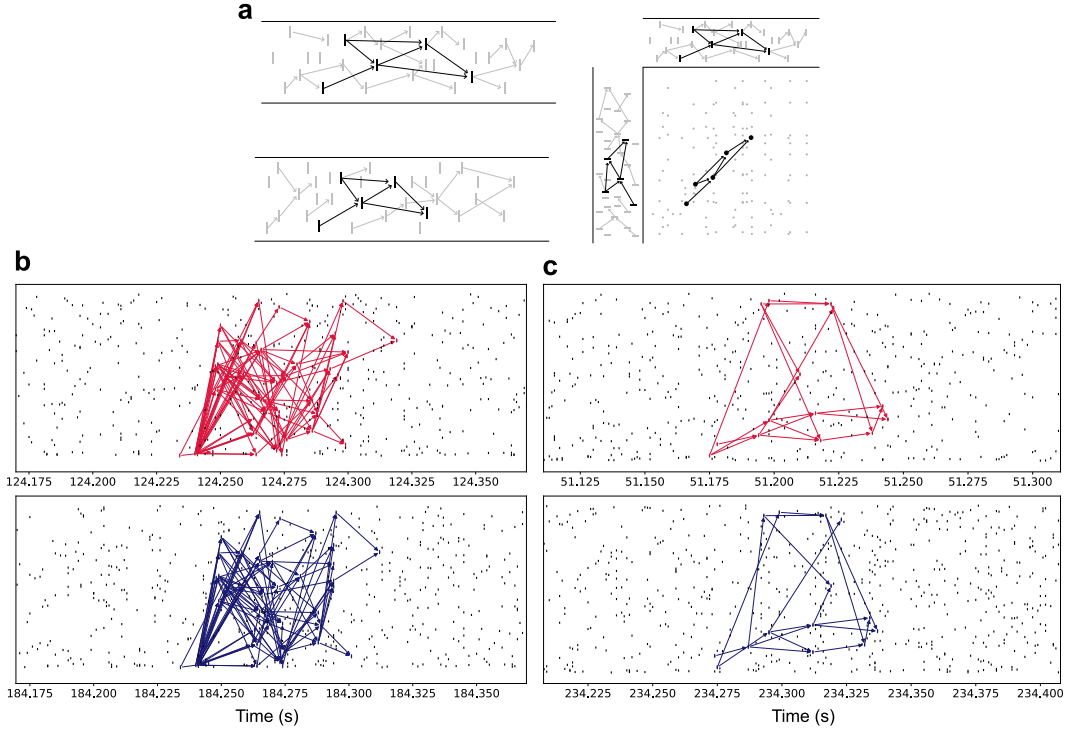 a
b
c
124.175 124.200 124.225 124.250 124.275 124.300 124.325 124.350
51.125 51.150 51.175 51.200 51.225 51.250 51.275 51.300
184.175 184.200 184.225 184.250 184.275 184.300 184.325 184.350
234.225 234.250 234.275 234.300 234.325 234.350 234.375 234.400
Time (s)
Time (s)